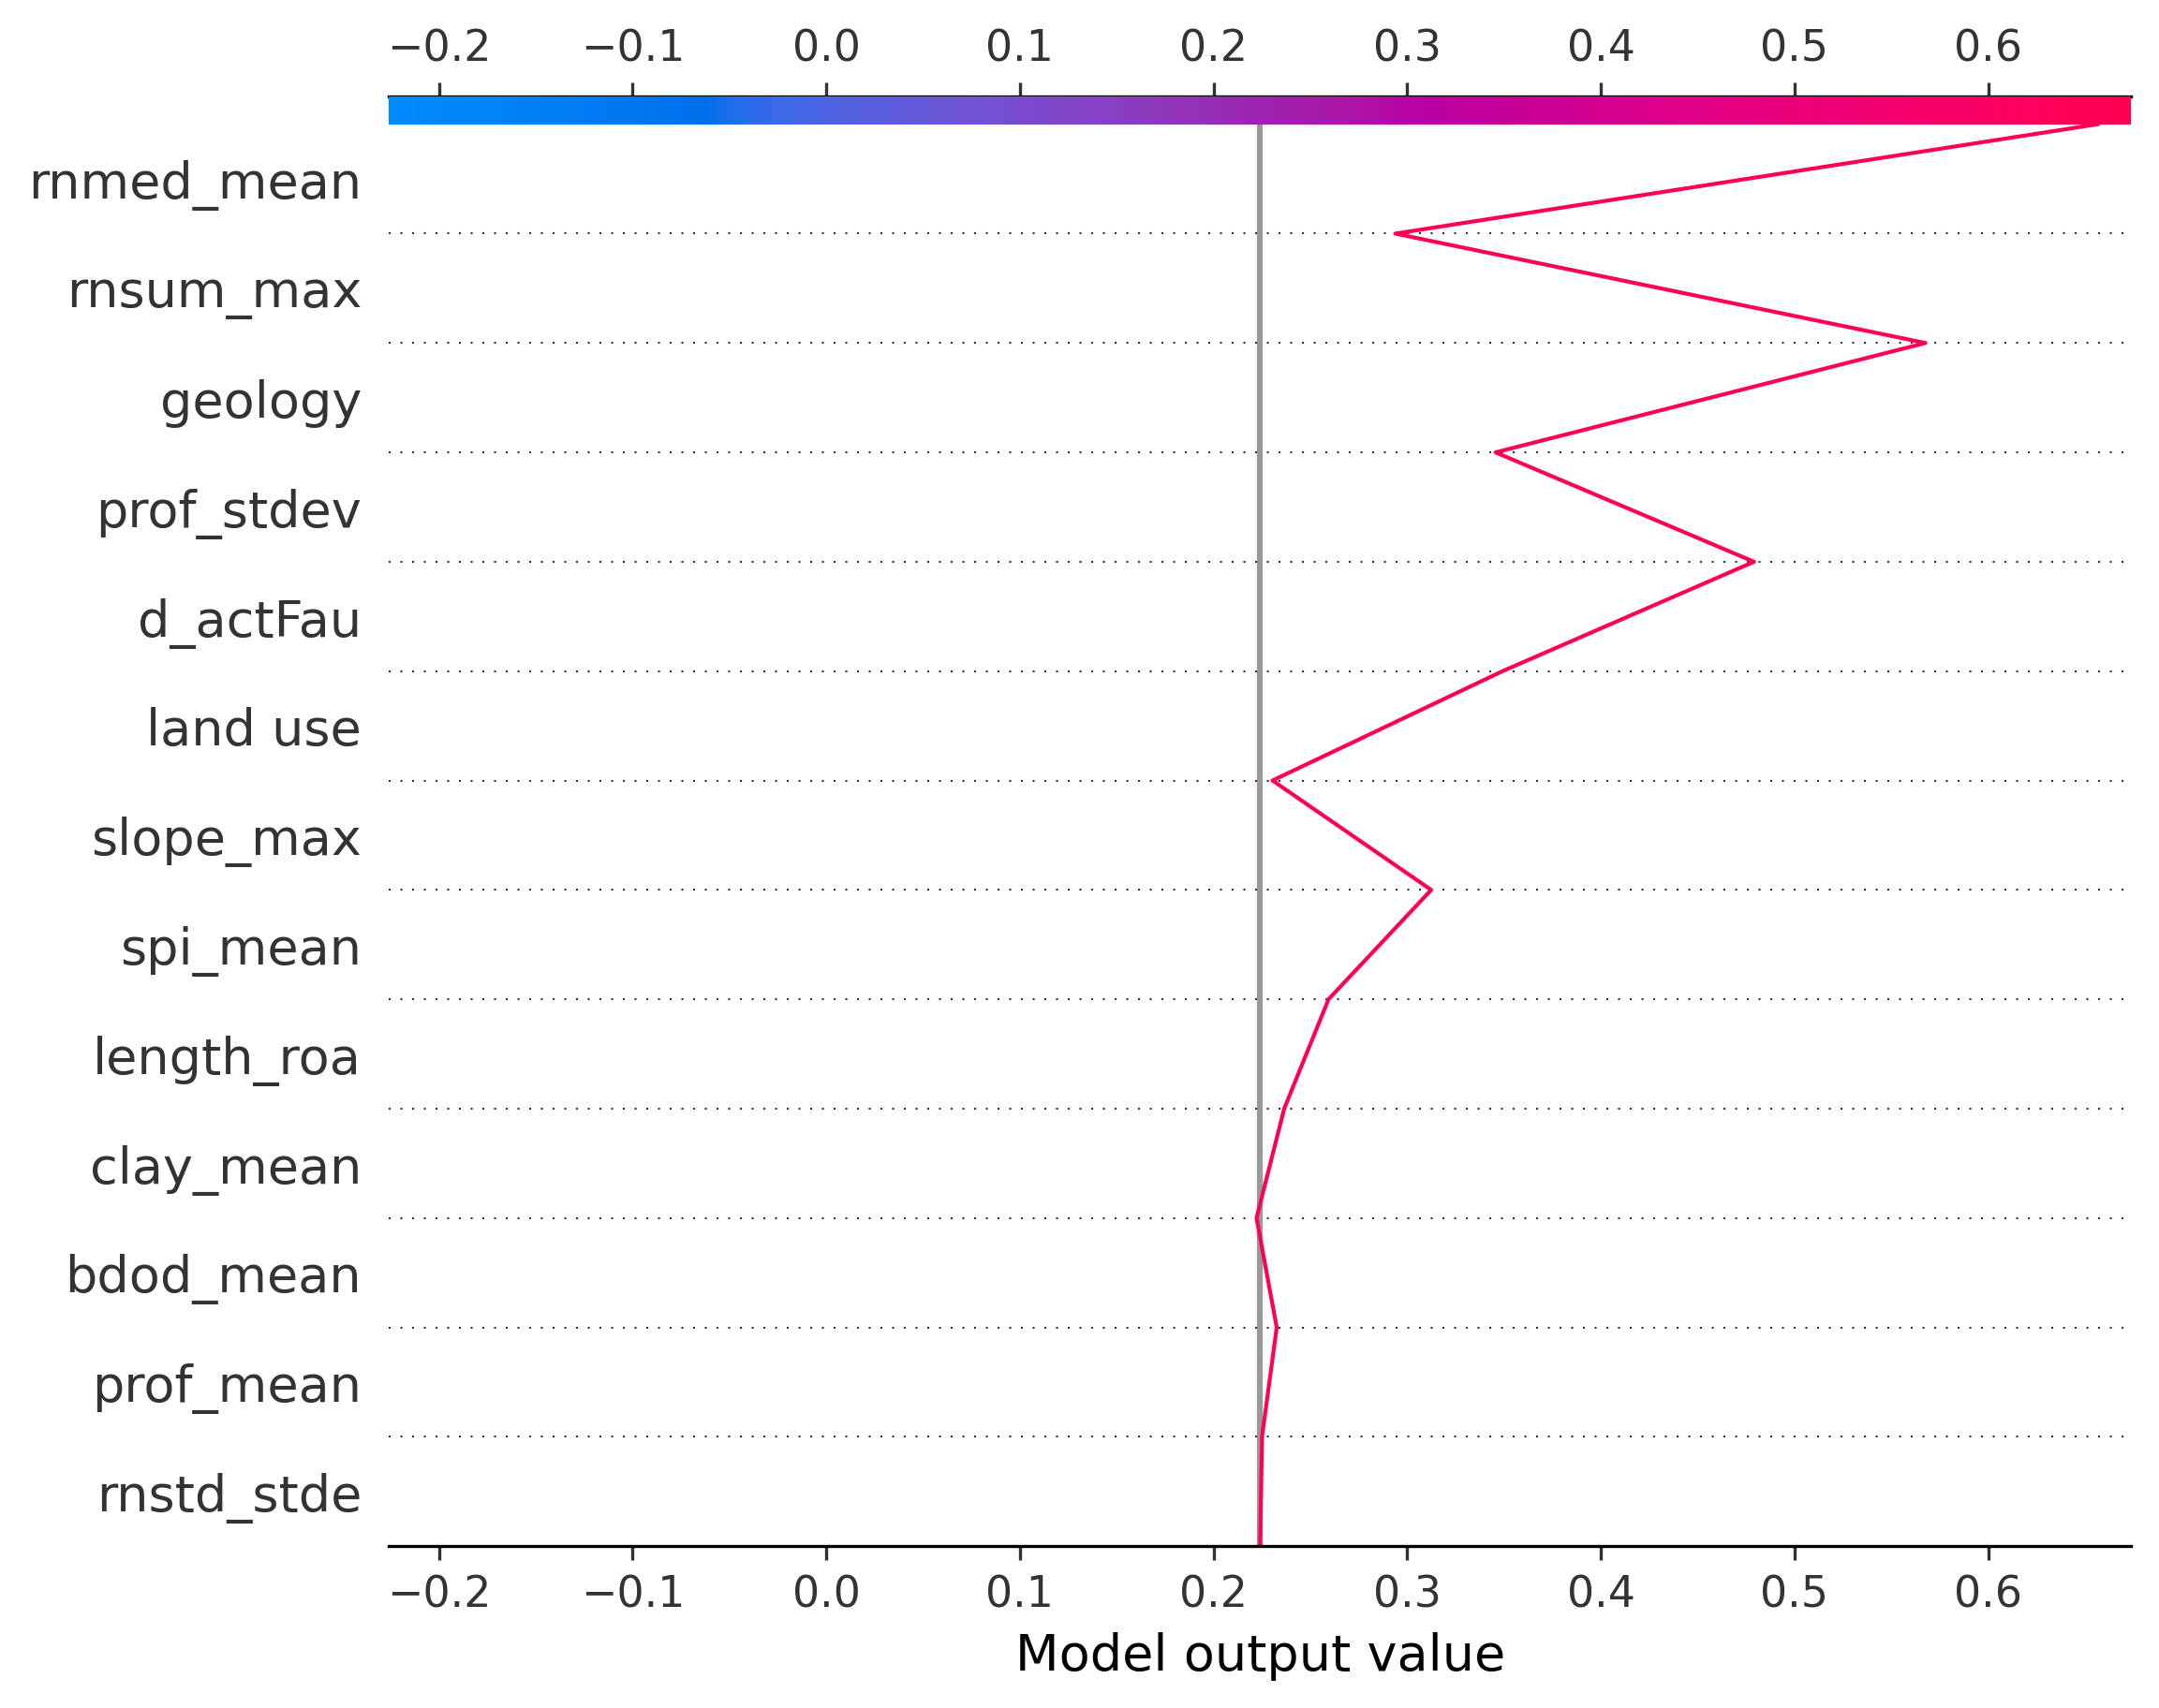 −0.2 −0.1 0.0 0.1 0.2 0.3 0.4 0.5 0.6
rnmed_mean
rnsum_max
geology
prof_stdev
d_actFau
land use
slope_max
spi_mean
length_roa
clay_mean
bdod_mean
prof_mean
rnstd_stde
−0.2 −0.1 0.0 0.1 0.2 0.3 0.4 0.5 0.6
Model output value